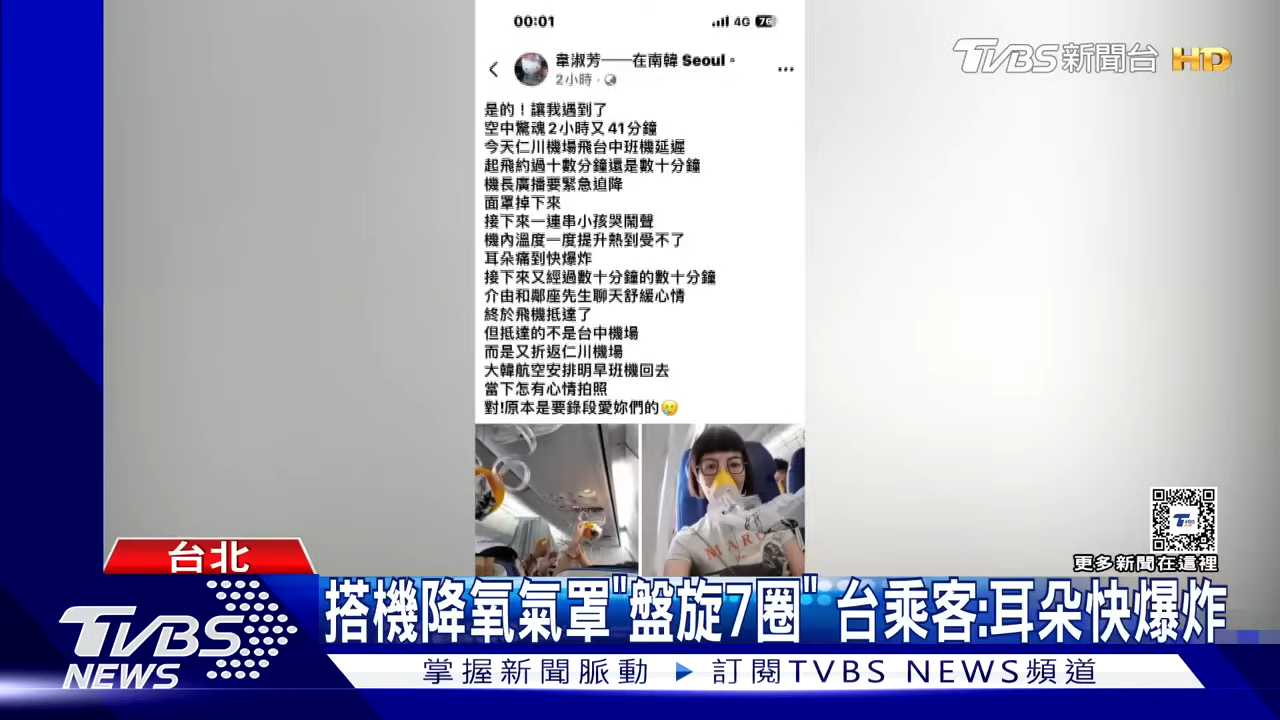 00:01
4G 76
TVBS新聞台 HD
韋淑芳——在南韓 Seoul。
2小時
是的！讓我遇到了
空中驚魂2小時又41分鐘
今天仁川機場飛台中班機延遲
起飛約過十數分鐘還是數十分鐘
機長廣播要緊急迫降
面罩掉下來
接下來一連串小孩哭鬧聲
機內溫度一度提升熱到受不了
耳朵痛到快爆炸
接下來又經過數十分鐘的數十分鐘
介由和鄰座先生聊天舒緩心情
終於飛機抵達了
但抵達的不是台中機場
而是又折返仁川機場
大韓航空安排明早班機回去
當下怎有心情拍照
對!原本是要錄段愛妳們的
MARC
TVBS
更多新聞在這裡
台北
搭機降氧氣罩"盤旋7圈" 台乘客:耳朵快爆炸
TVBS NEWS
掌握新聞脈動 ▶ 訂閱TVBS NEWS頻道